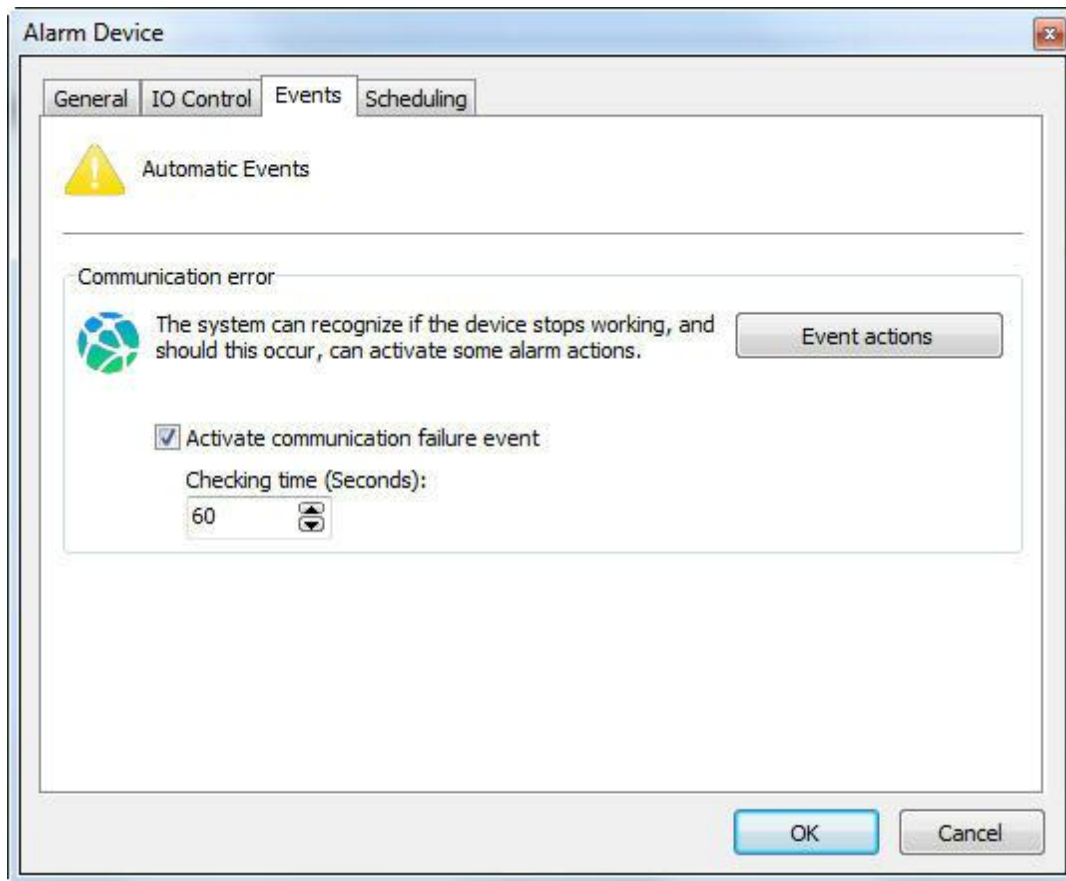 Alarm Device
General
IO Control
Events
Scheduling
Automatic Events
Communication error
The system can recognize if the device stops working, and
should this occur, can activate some alarm actions.
Event actions
Activate communication failure event
Checking time (Seconds):
60
OK
Cancel